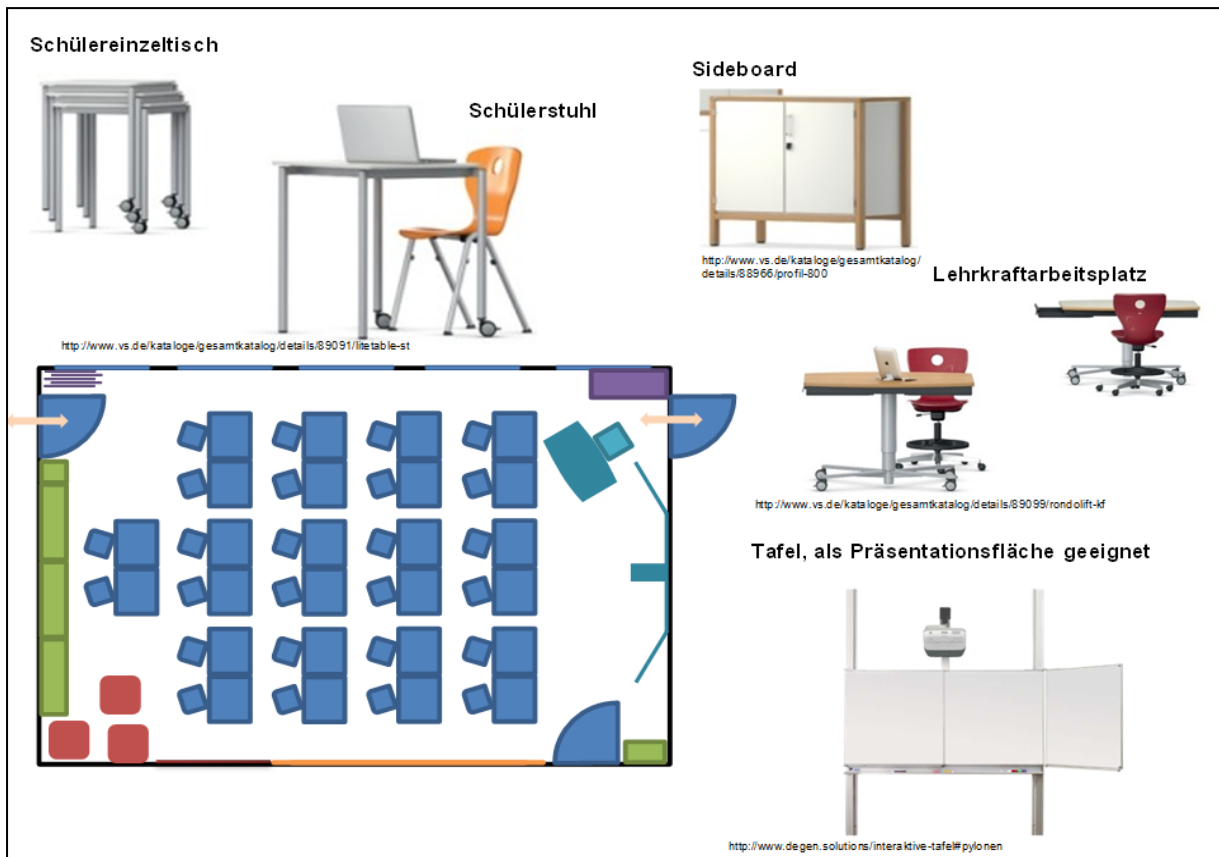 Schülereinzeltisch
Schülerstuhl
Sideboard
http://www.vs.de/kataloge/gesamtkatalog/
details/88966/profil-800
Lehrkraftarbeitsplatz
http://www.vs.de/kataloge/gesamtkatalog/details/89091/litetable-st
http://www.vs.de/kataloge/gesamtkatalog/details/89099/rondolift-kf
Tafel, als Präsentationsfläche geeignet
http://www.degen.solutions/interaktive-tafel#pylonen